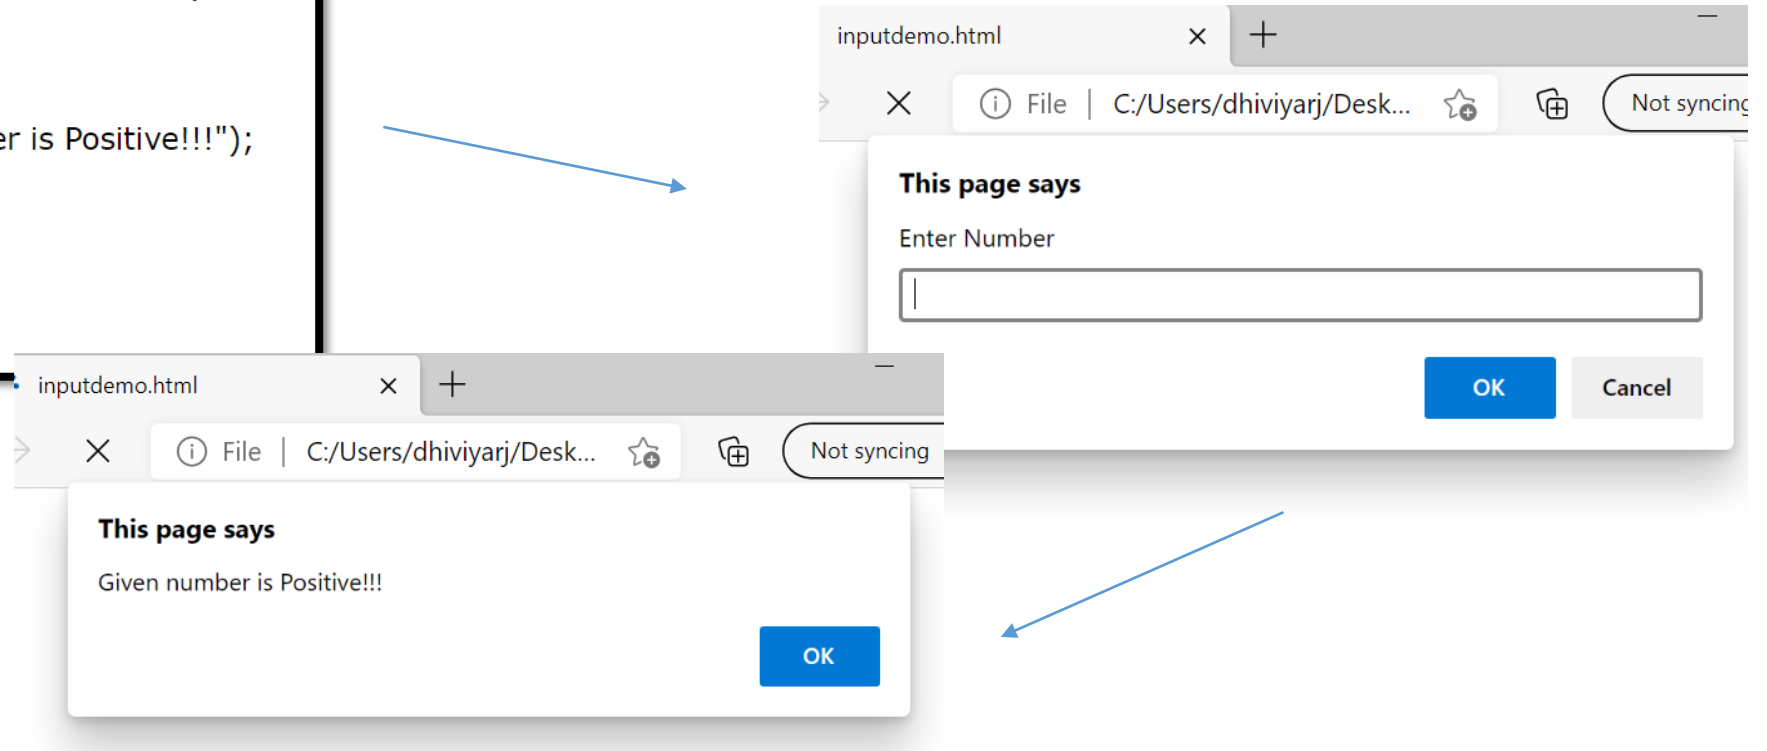 er is Positive!!!");
inputdemo.html
File | C:/Users/dhiviyarj/Desk...
Not syncing
This page says
Enter Number
OK
Cancel
inputdemo.html
File | C:/Users/dhiviyarj/Desk...
Not syncing
This page says
Given number is Positive!!!
OK